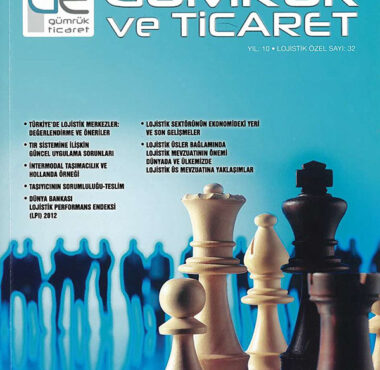 GÜMRÜK
gümrük
ticaret
VE TİCARET
YIL: 10 • LOJİSTİK ÖZEL SAYI: 32
• TÜRKİYE'DE LOJİSTİK MERKEZLER:
DEĞERLENDİRME VE ÖNERİLER
• TIR SİSTEMİNE İLİŞKİN
GÜNCEL UYGULAMA SORUNLARI
• İNTERMODAL TAŞIMACILIK VE
HOLLANDA ÖRNEĞİ
• TAŞIYICININ SORUMLULUĞU-TESLİM
• DÜNYA BANKASI
LOJİSTİK PERFORMANS ENDEKSİ
(LPI) 2012
• LOJİSTİK SEKTÖRÜNÜN EKONOMİDEKİ YERİ
VE SON GELİŞMELER
• LOJİSTİK ÜSLER BAĞLAMINDA
LOJİSTİK MEVZUATININ ÖNEMİ
DÜNYADA VE ÜLKEMİZDE
LOJİSTİK ÜS MEVZUATINA YAKLAŞIMLAR